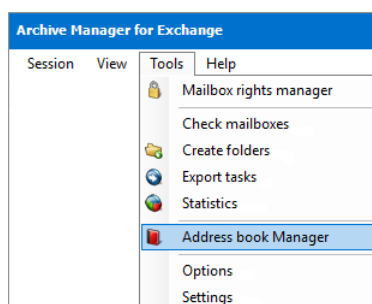 Archive Manager for Exchange
Session View Tools Help
Mailbox rights manager
Check mailboxes
Create folders
Export tasks
Statistics
Address book Manager
Options
Settings